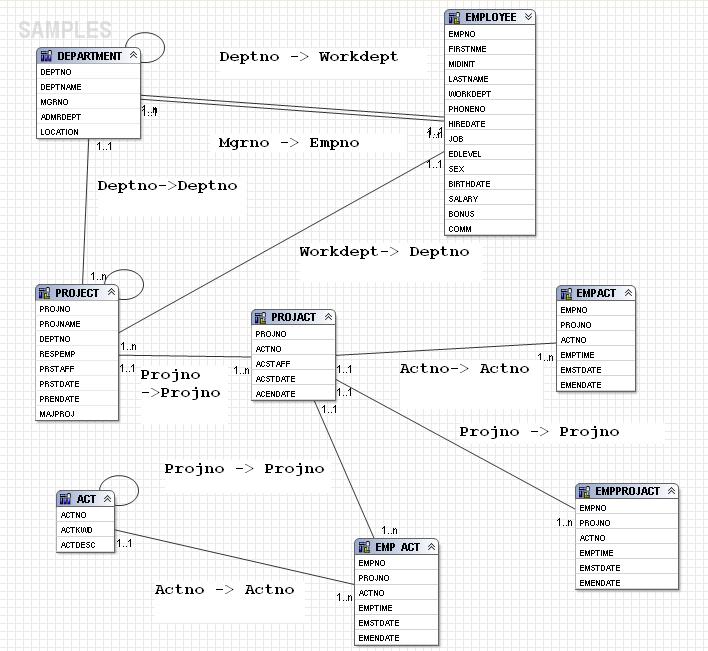 SAMPLES
DEPARTMENT
DEPTNO
DEPTNAME
MGRNO
ADMRDEPT
LOCATION
Deptno -> Workdept
EMPLOYEE
EMPNO
FIRSTNME
MIDINIT
LASTNAME
WORKDEPT
PHONENO
HIREDATE
JOB
EDLEVEL
SEX
BIRTHDATE
SALARY
BONUS
COMM
1..1
Mgrno -> Empno
1..1
Deptno->Deptno
Workdept-> Deptno
1..n
PROJECT
PROJNO
PROJNAME
DEPTNO
RESPEMP
PRSTAFF
PRSTDATE
PRENDATE
MAJPROJ
1..n
1..1
Projno
->Projno
1..n
PROJACT
PROJNO
ACTNO
ACSTAFF
ACSTDATE
ACENDATE
1..1
1..1
1..1
Actno-> Actno
1..n
EMPACT
EMPNO
PROJNO
ACTNO
EMPTIME
EMSTDATE
EMENDATE
Projno -> Projno
Projno -> Projno
ACT
ACTNO
ACTKWD
ACTDESC
1..1
Actno -> Actno
1..n
1..n
EMP_ACT
EMPNO
PROJNO
ACTNO
EMPTIME
EMSTDATE
EMENDATE
1..n
EMPPROJACT
EMPNO
PROJNO
ACTNO
EMPTIME
EMSTDATE
EMENDATE